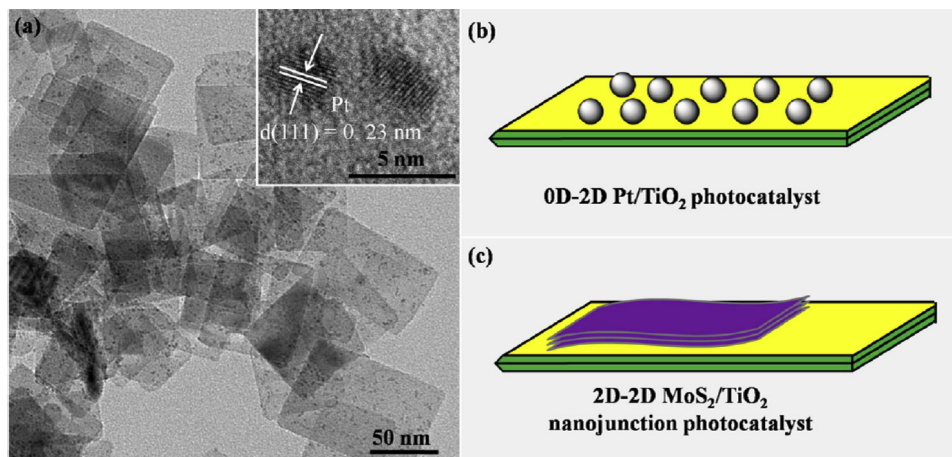 (a)
Pt
d(111) = 0. 23 nm
5 nm
50 nm
(b)
0D-2D Pt/TiO₂ photocatalyst
(c)
2D-2D MoS₂/TiO₂
nanojunction photocatalyst